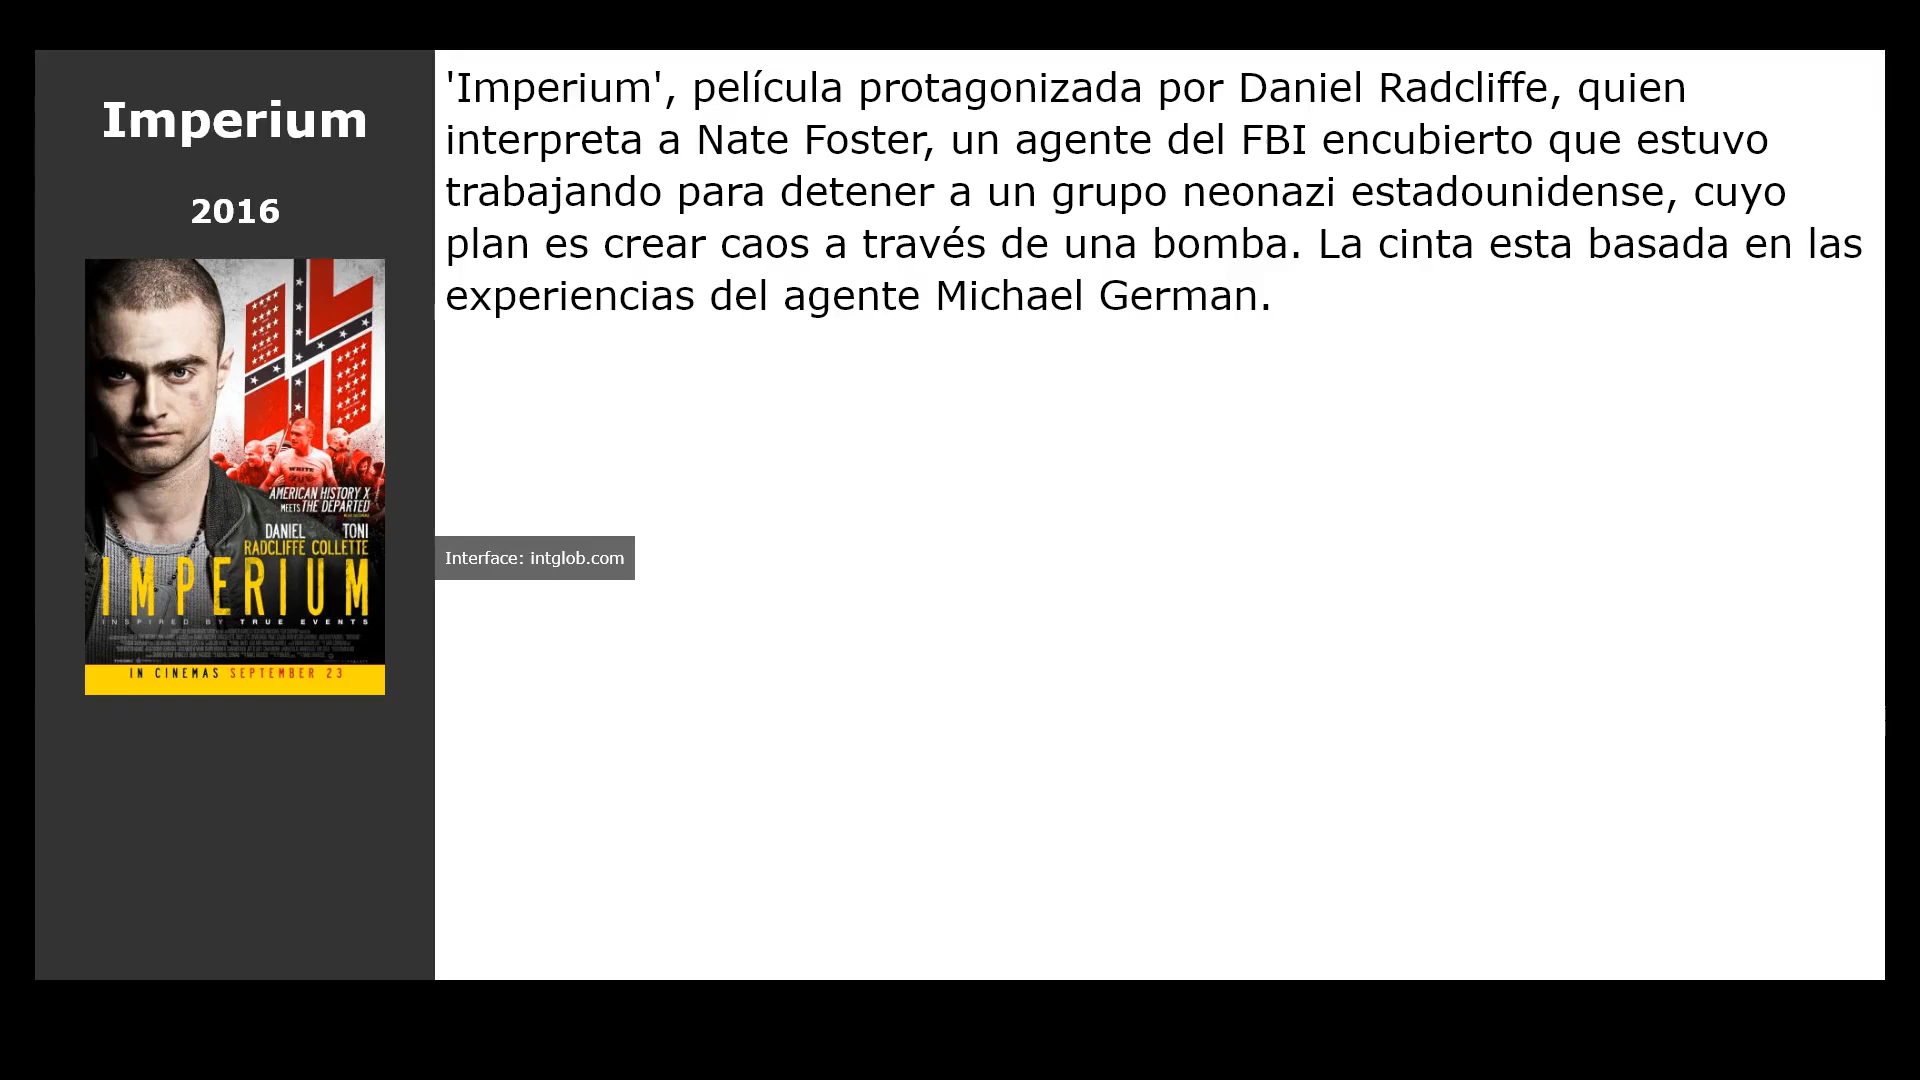 Imperium
2016
'Imperium', película protagonizada por Daniel Radcliffe, quien
interpreta a Nate Foster, un agente del FBI encubierto que estuvo
trabajando para detener a un grupo neonazi estadounidense, cuyo
plan es crear caos a través de una bomba. La cinta esta basada en las
experiencias del agente Michael German.
WHITE
AMERICAN HISTORY X
MEETS THE DEPARTED
DANIEL TONI
RADCLIFFE COLLETTE
IMPERIUM
INSPIRED BY TRUE EVENTS
IN CINEMAS SEPTEMBER 23
Interface: intglob.com